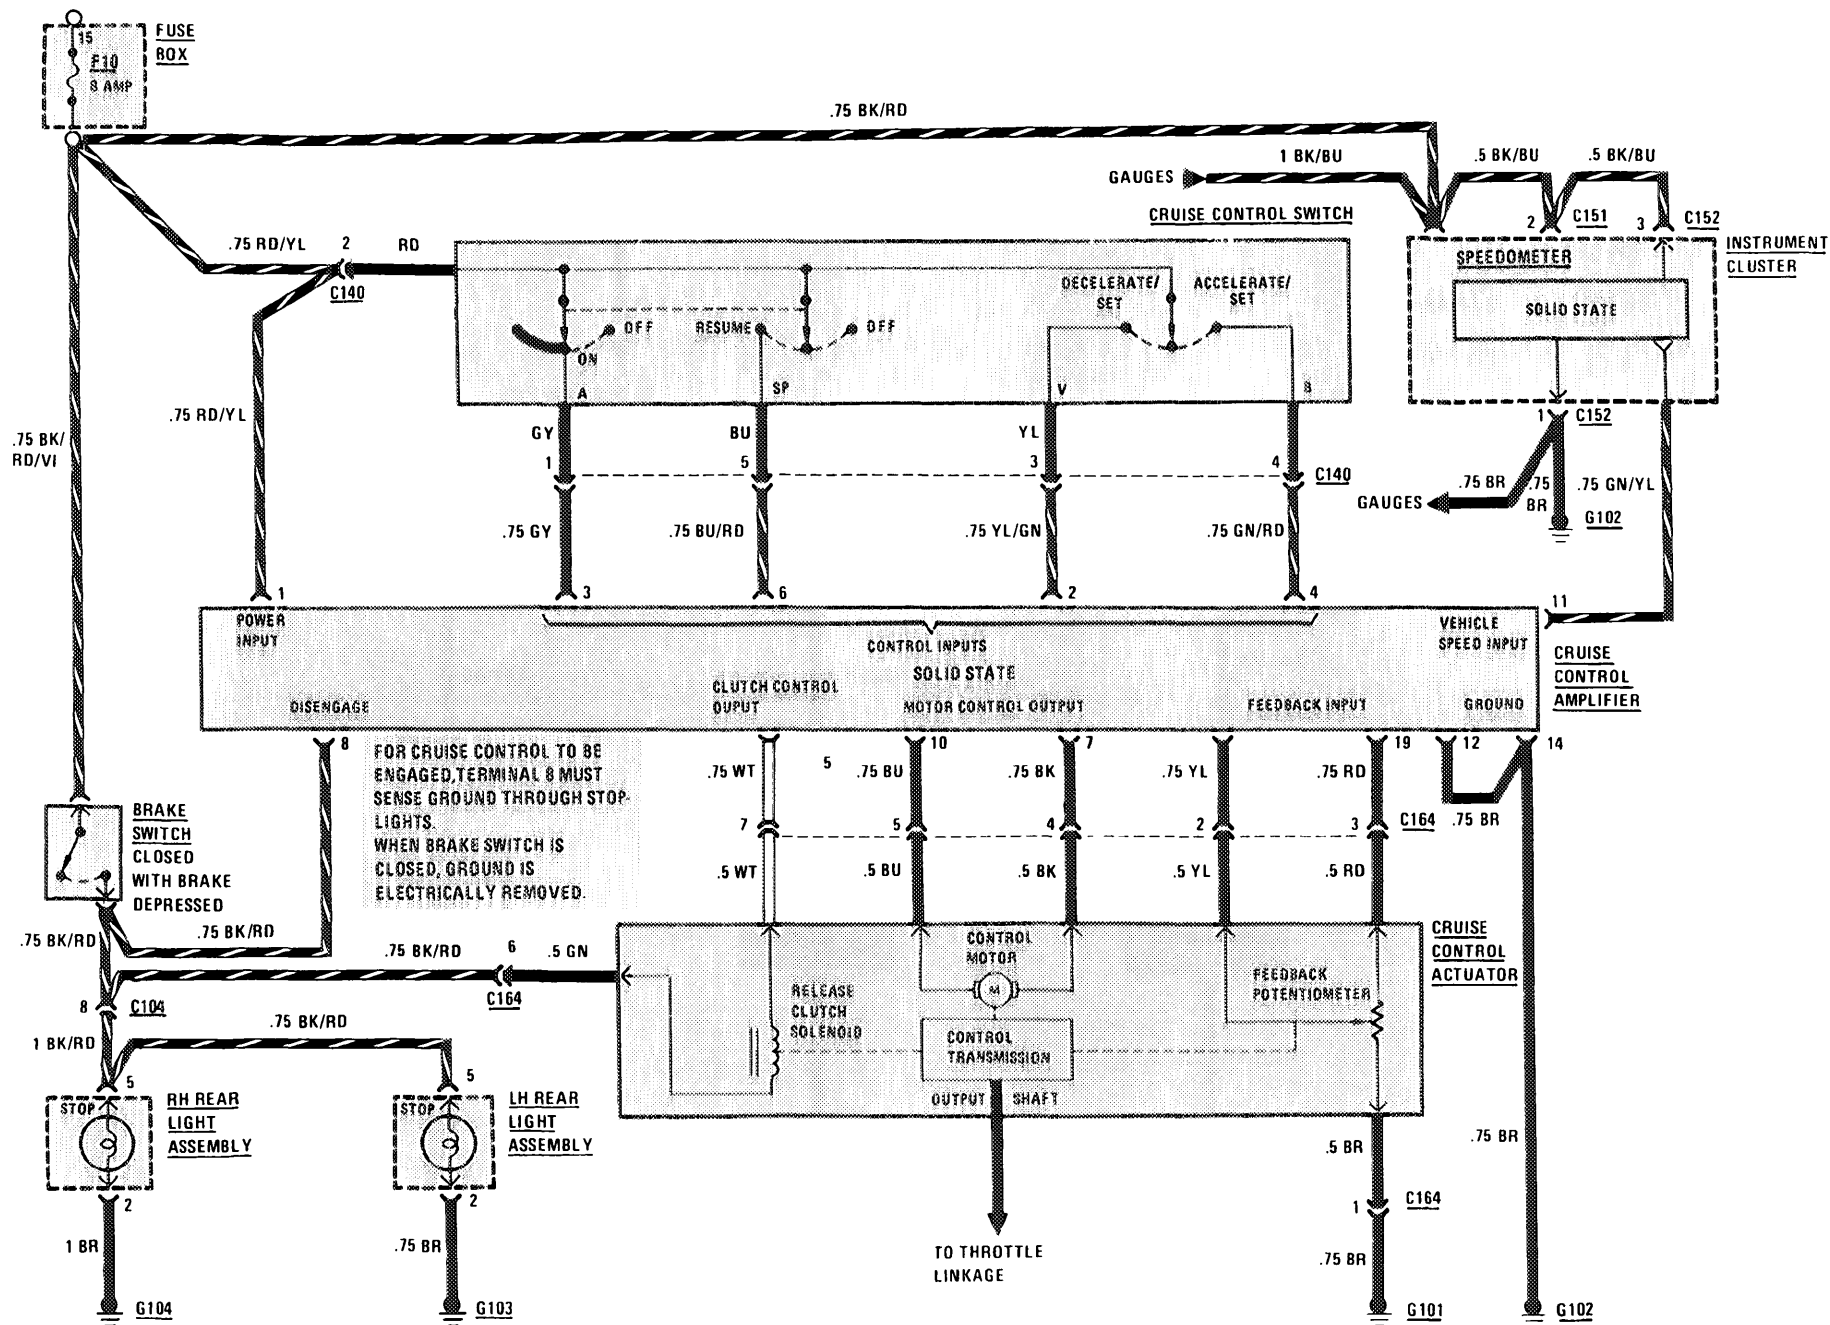 15
F10
8 AMP
FUSE
BOX
.75 BK/RD
1 BK/BU
.5 BK/BU
.5 BK/BU
GAUGES
CRUISE CONTROL SWITCH
2
C151
3
C152
INSTRUMENT
CLUSTER
SPEEDOMETER
SOLID STATE
.75 RD/YL
2
RD
C140
DECELERATE/
SET
ACCELERATE/
SET
OFF
RESUME
OFF
ON
A
SP
V
B
1
C152
.75 RD/YL
.75 BK/
RD/VI
GY
BU
YL
1
5
3
4
C140
.75 BR
.75
BR
.75 GN/YL
GAUGES
G102
.75 GY
.75 BU/RD
.75 YL/GN
.75 GN/RD
1
3
6
2
4
11
POWER
INPUT
CONTROL INPUTS
SOLID STATE
VEHICLE
SPEED INPUT
CRUISE
CONTROL
AMPLIFIER
DISENGAGE
CLUTCH CONTROL
OUPUT
MOTOR CONTROL OUTPUT
FEEDBACK INPUT
GROUND
8
10
7
19
12
14
FOR CRUISE CONTROL TO BE
ENGAGED,TERMINAL 8 MUST
SENSE GROUND THROUGH STOP-
LIGHTS.
WHEN BRAKE SWITCH IS
CLOSED, GROUND IS
ELECTRICALLY REMOVED.
.75 WT
5
.75 BU
.75 BK
.75 YL
.75 RD
7
5
4
2
3
C164
.75 BR
.5 WT
.5 BU
.5 BK
.5 YL
.5 RD
BRAKE
SWITCH
CLOSED
WITH BRAKE
DEPRESSED
.75 BK/RD
.75 BK/RD
.75 BK/RD
6
.5 GN
C164
8
C104
.75 BK/RD
1 BK/RD
CONTROL
MOTOR
M
RELEASE
CLUTCH
SOLENOID
CONTROL
TRANSMISSION
FEEDBACK
POTENTIOMETER
CRUISE
CONTROL
ACTUATOR
OUTPUT SHAFT
5
5
STOP
RH REAR
LIGHT
ASSEMBLY
STOP
LH REAR
LIGHT
ASSEMBLY
2
2
1 BR
.75 BR
.5 BR
.75 BR
1
C164
.75 BR
TO THROTTLE
LINKAGE
G104
G103
G101
G102